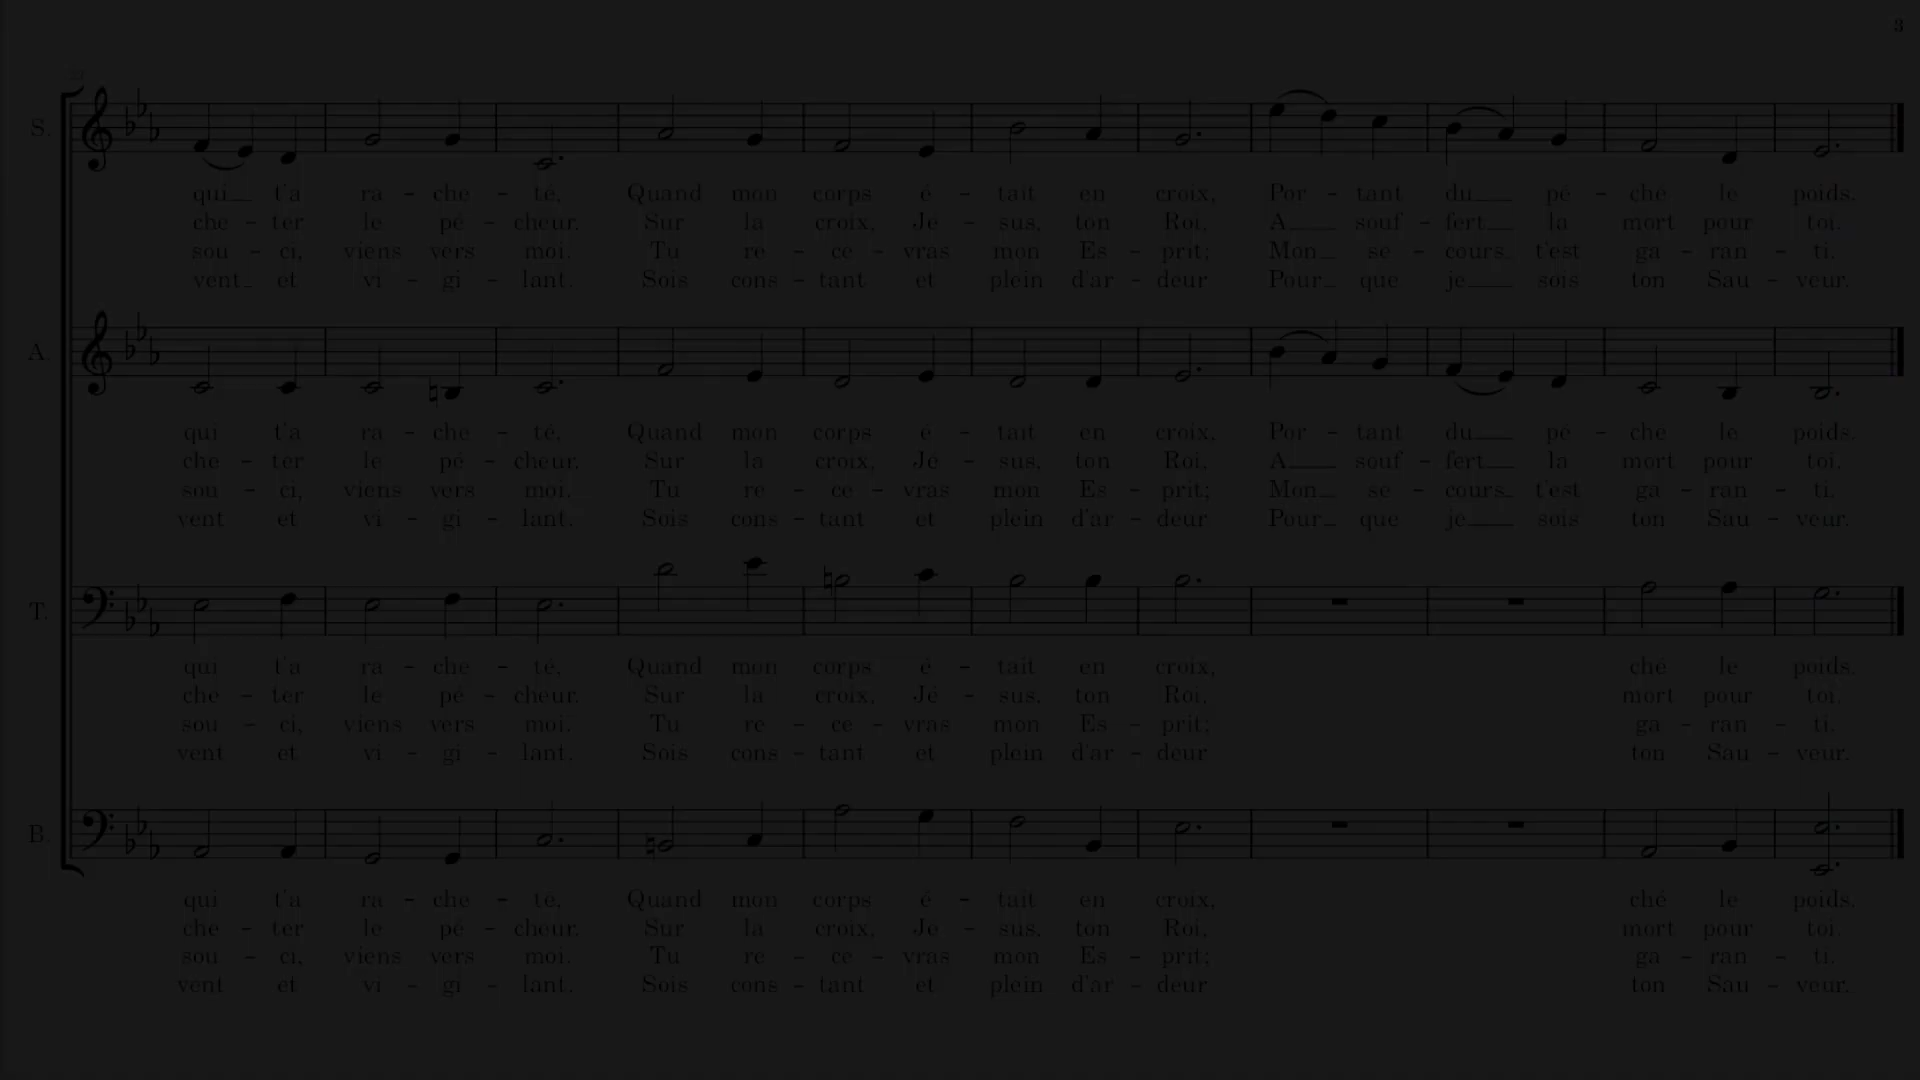 3
S.
qui t'a ra - che - té, Quand mon corps é - tait en croix, Por - tant du pé - ché le poids.
che - ter le pé - cheur. Sur la croix, Jé - sus, ton Roi, A souf - fert la mort pour toi.
sou - ci, viens vers moi. Tu re - ce - vras mon Es - prit; Mon se - cours t'est ga - ran - ti.
vent et vi - gi - lant. Sois cons - tant et plein d'ar - deur Pour que je sois ton Sau - veur.
A.
qui t'a ra - che - té, Quand mon corps é - tait en croix, Por - tant du pé - ché le poids.
che - ter le pé - cheur. Sur la croix, Jé - sus, ton Roi, A souf - fert la mort pour toi.
sou - ci, viens vers moi. Tu re - ce - vras mon Es - prit; Mon se - cours t'est ga - ran - ti.
vent et vi - gi - lant. Sois cons - tant et plein d'ar - deur Pour que je sois ton Sau - veur.
T.
qui t'a ra - che - té, Quand mon corps é - tait en croix, ché le poids.
che - ter le pé - cheur. Sur la croix, Jé - sus, ton Roi, mort pour toi.
sou - ci, viens vers moi. Tu re - ce - vras mon Es - prit; ga - ran - ti.
vent et vi - gi - lant. Sois cons - tant et plein d'ar - deur ton Sau - veur.
B.
qui t'a ra - che - té, Quand mon corps é - tait en croix, ché le poids.
che - ter le pé - cheur. Sur la croix, Jé - sus, ton Roi, mort pour toi.
sou - ci, viens vers moi. Tu re - ce - vras mon Es - prit; ga - ran - ti.
vent et vi - gi - lant. Sois cons - tant et plein d'ar - deur ton Sau - veur.